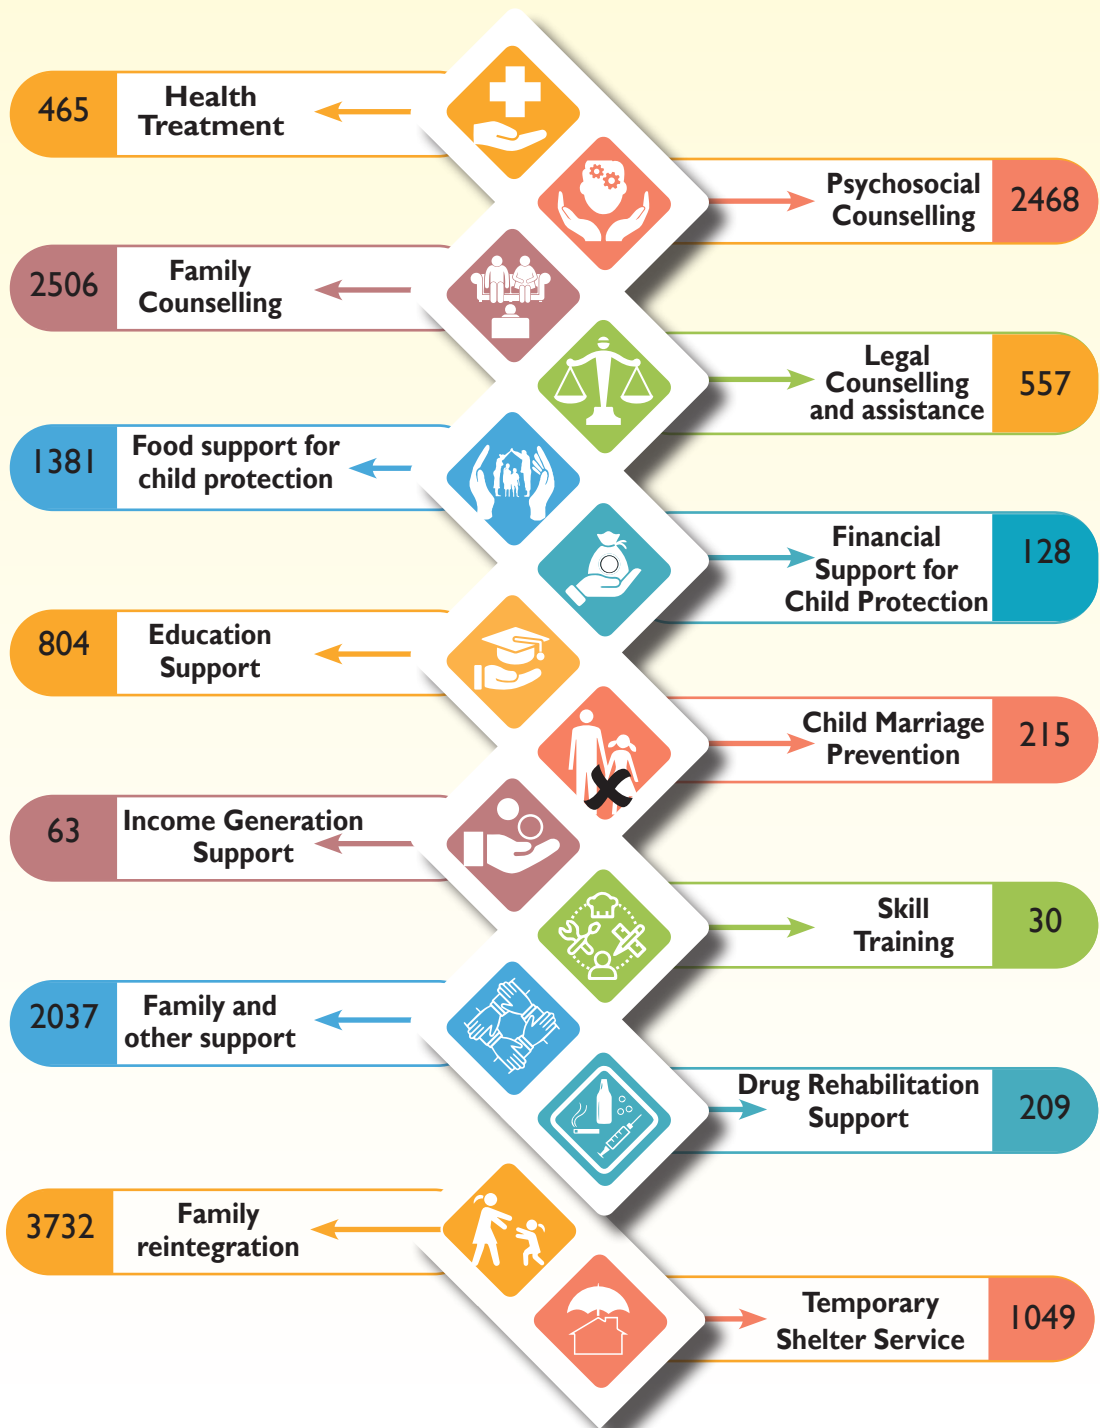 465
Health
Treatment
Psychosocial
Counselling
2468
2506
Family
Counselling
Legal
Counselling
and assistance
557
1381
Food support for
child protection
Financial
Support for
Child Protection
128
804
Education
Support
Child Marriage
Prevention
215
63
Income Generation
Support
Skill
Training
30
2037
Family and
other support
Drug Rehabilitation
Support
209
3732
Family
reintegration
Temporary
Shelter Service
1049